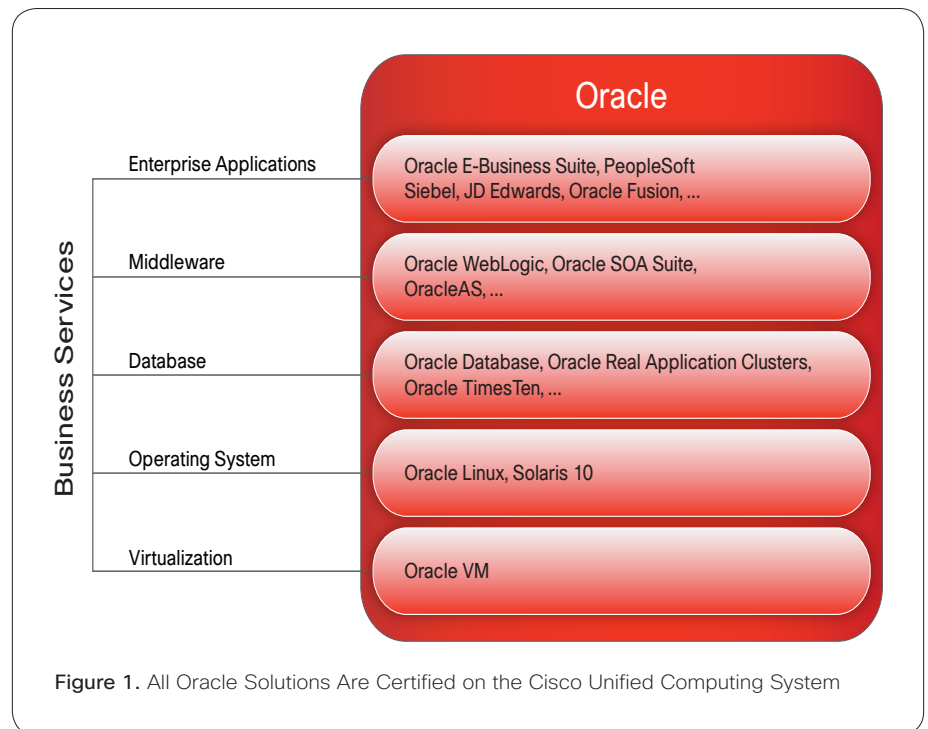 Oracle
Business Services
Enterprise Applications
Oracle E-Business Suite, PeopleSoft
Siebel, JD Edwards, Oracle Fusion, ...
Middleware
Oracle WebLogic, Oracle SOA Suite,
OracleAS, ...
Database
Oracle Database, Oracle Real Application Clusters,
Oracle TimesTen, ...
Operating System
Oracle Linux, Solaris 10
Virtualization
Oracle VM
Figure 1. All Oracle Solutions Are Certified on the Cisco Unified Computing System